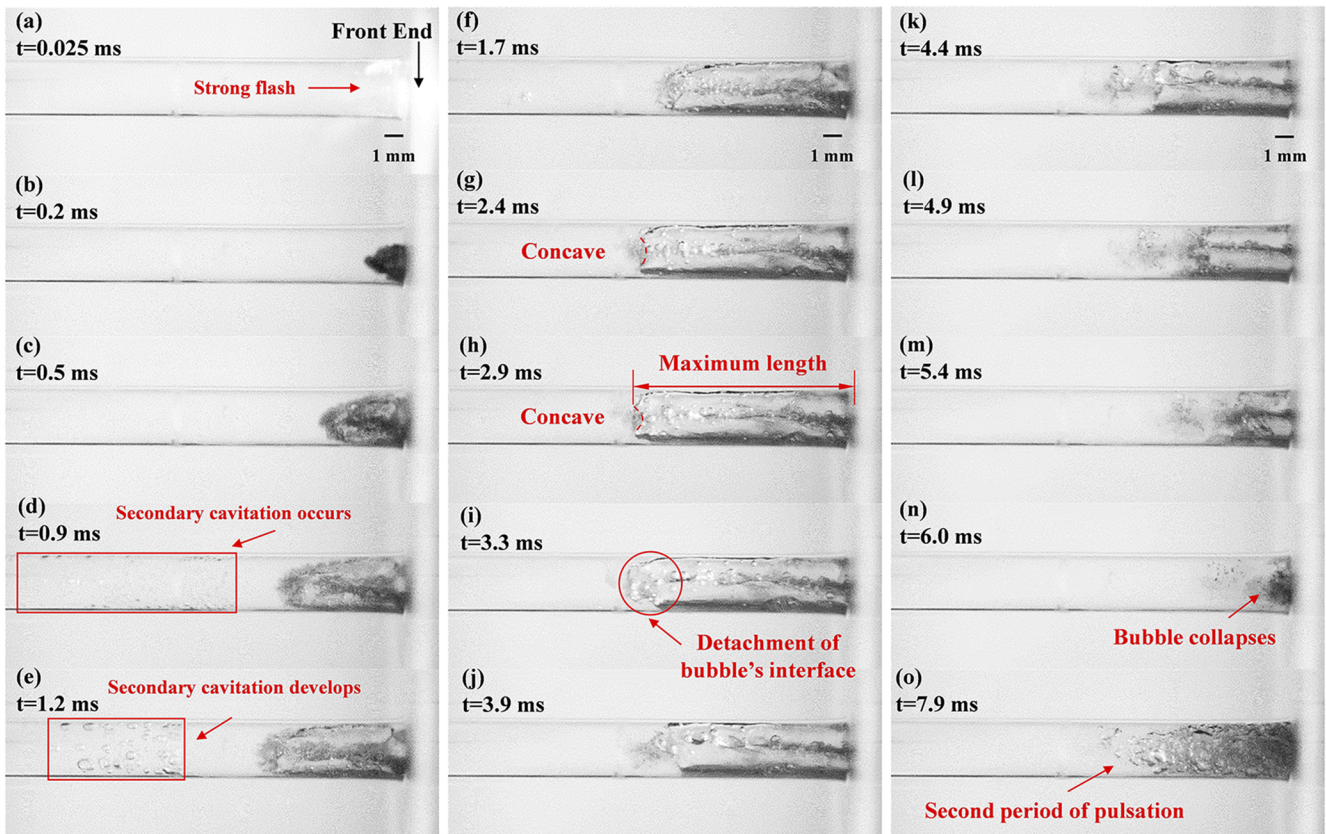 (a)
t=0.025 ms
Front End
Strong flash
1 mm
(b)
t=0.2 ms
(c)
t=0.5 ms
(d)
t=0.9 ms
Secondary cavitation occurs
(e)
t=1.2 ms
Secondary cavitation develops
(f)
t=1.7 ms
1 mm
(g)
t=2.4 ms
Concave
(h)
t=2.9 ms
Maximum length
Concave
(i)
t=3.3 ms
Detachment of
bubble’s interface
(j)
t=3.9 ms
(k)
t=4.4 ms
1 mm
(l)
t=4.9 ms
(m)
t=5.4 ms
(n)
t=6.0 ms
Bubble collapses
(o)
t=7.9 ms
Second period of pulsation